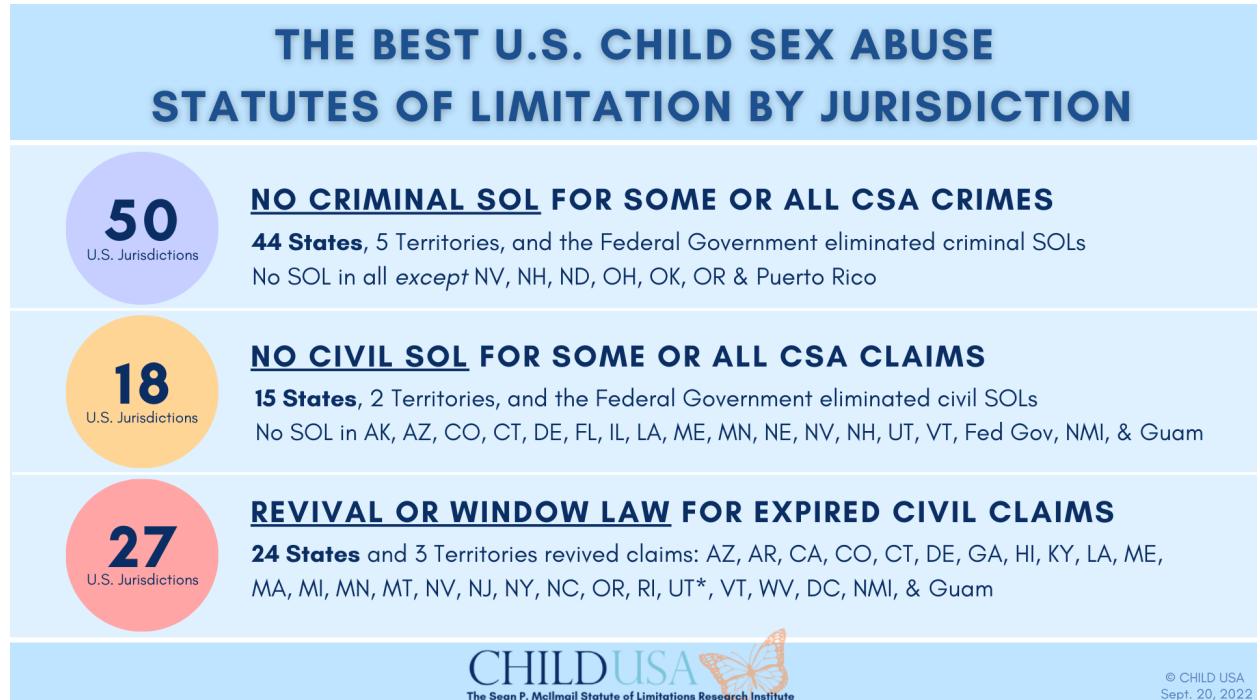 THE BEST U.S. CHILD SEX ABUSE
STATUTES OF LIMITATION BY JURISDICTION
50
U.S. Jurisdictions
NO CRIMINAL SOL FOR SOME OR ALL CSA CRIMES
44 States, 5 Territories, and the Federal Government eliminated criminal SOLs
No SOL in all except NV, NH, ND, OH, OK, OR & Puerto Rico
18
U.S. Jurisdictions
NO CIVIL SOL FOR SOME OR ALL CSA CLAIMS
15 States, 2 Territories, and the Federal Government eliminated civil SOLs
No SOL in AK, AZ, CO, CT, DE, FL, IL, LA, ME, MN, NE, NV, NH, UT, VT, Fed Gov, NMI, & Guam
27
U.S. Jurisdictions
REVIVAL OR WINDOW LAW FOR EXPIRED CIVIL CLAIMS
24 States and 3 Territories revived claims: AZ, AR, CA, CO, CT, DE, GA, HI, KY, LA, ME,
MA, MI, MN, MT, NV, NJ, NY, NC, OR, RI, UT*, VT, WV, DC, NMI, & Guam
CHILDUSA
The Sean P. McIlmail Statute of Limitations Research Institute
© CHILD USA
Sept. 20, 2022